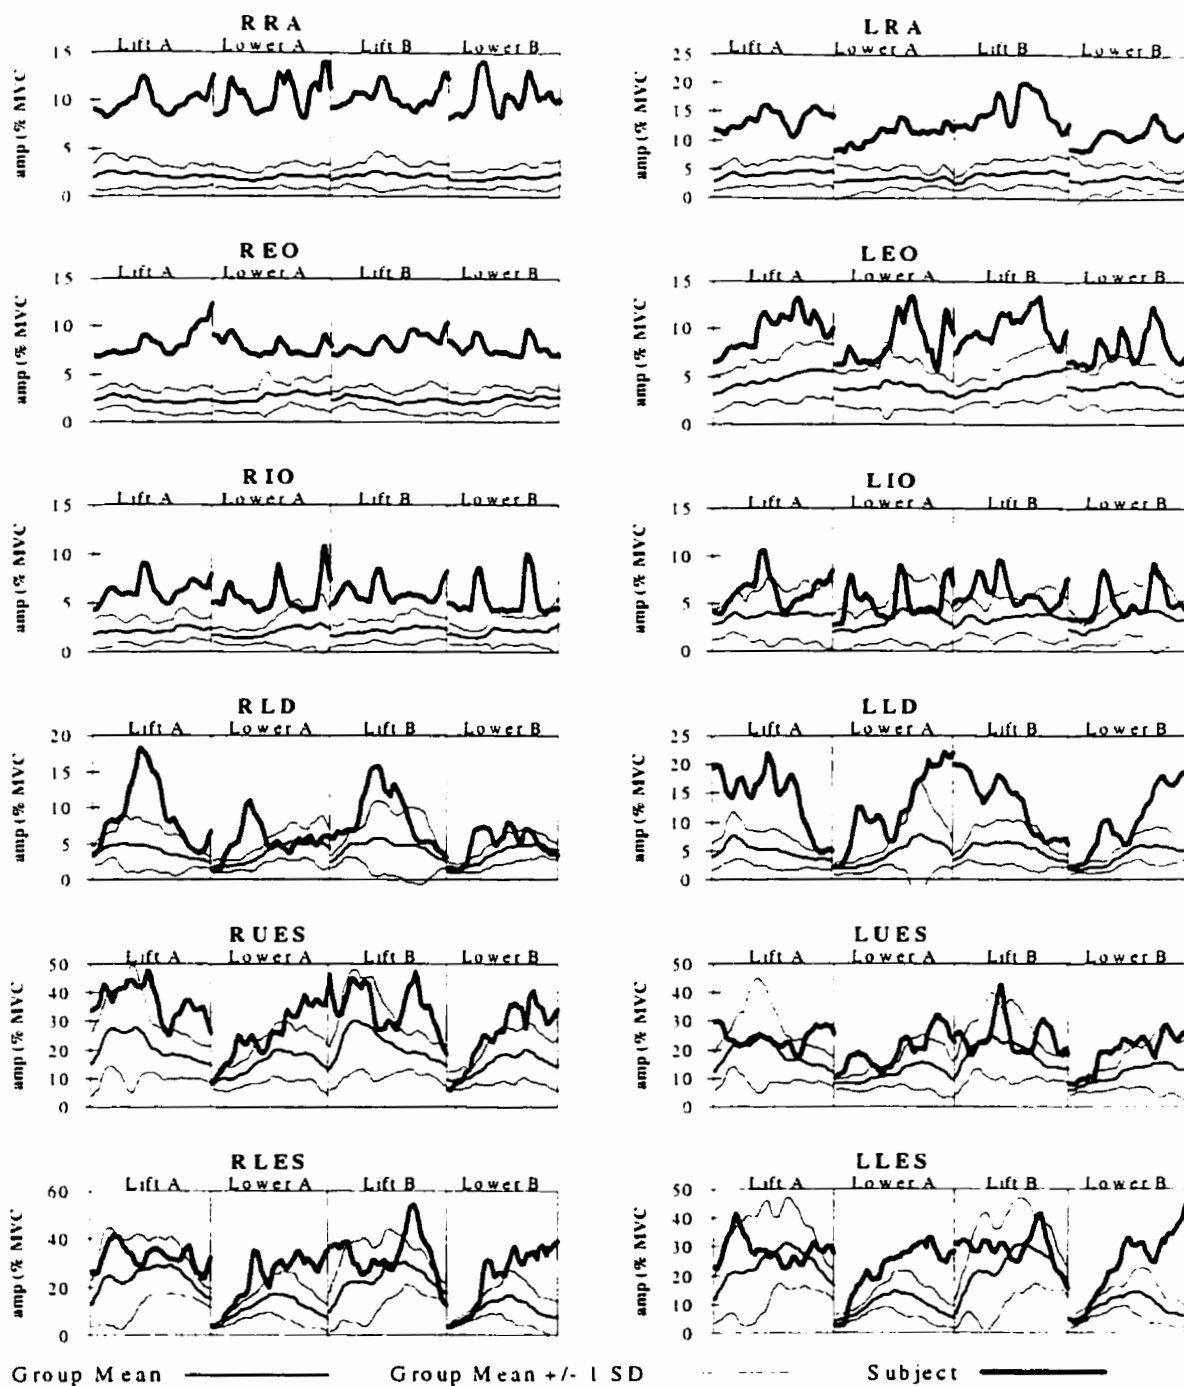 RRA
Lift A Lower A Lift B Lower B
15
10
5
0
amp (% MVC
LRA
Lift A Lower A Lift B Lower B
25
20
15
10
5
0
amp (% MVC
REO
Lift A Lower A Lift B Lower B
15
10
5
0
amp (% MVC
LEO
Lift A Lower A Lift B Lower B
15
10
5
0
amp (% MVC
RIO
Lift A Lower A Lift B Lower B
15
10
5
0
amp (% MVC
LIO
Lift A Lower A Lift B Lower B
15
10
5
0
amp (% MVC
RLD
Lift A Lower A Lift B Lower B
20
15
10
5
0
amp (% MVC
LLD
Lift A Lower A Lift B Lower B
25
20
15
10
5
0
amp (% MVC
RUES
Lift A Lower A Lift B Lower B
50
40
30
20
10
0
amp (% MVC
LUES
Lift A Lower A Lift B Lower B
50
40
30
20
10
0
amp (% MVC
RLES
Lift A Lower A Lift B Lower B
60
40
20
0
amp (% MVC
LLES
Lift A Lower A Lift B Lower B
50
40
30
20
10
0
amp (% MVC
Group Mean Group Mean +/- 1 SD Subject